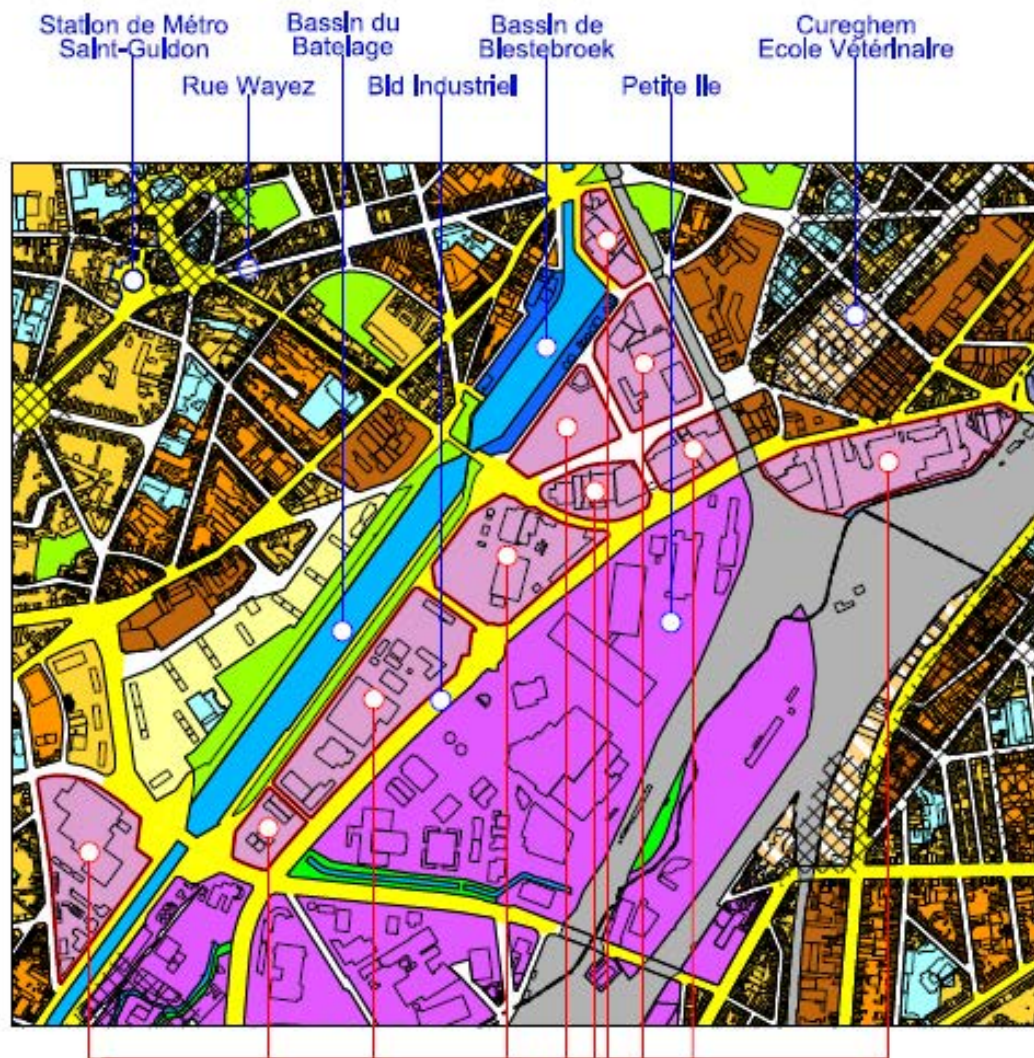 Station de Métro
Saint-Guidon
Bassin du
Batelage
Bassin de
Biestebroek
Cureghem
Ecole Vétérinaire
Rue Wayez
Bld Industriel
Petite Ile